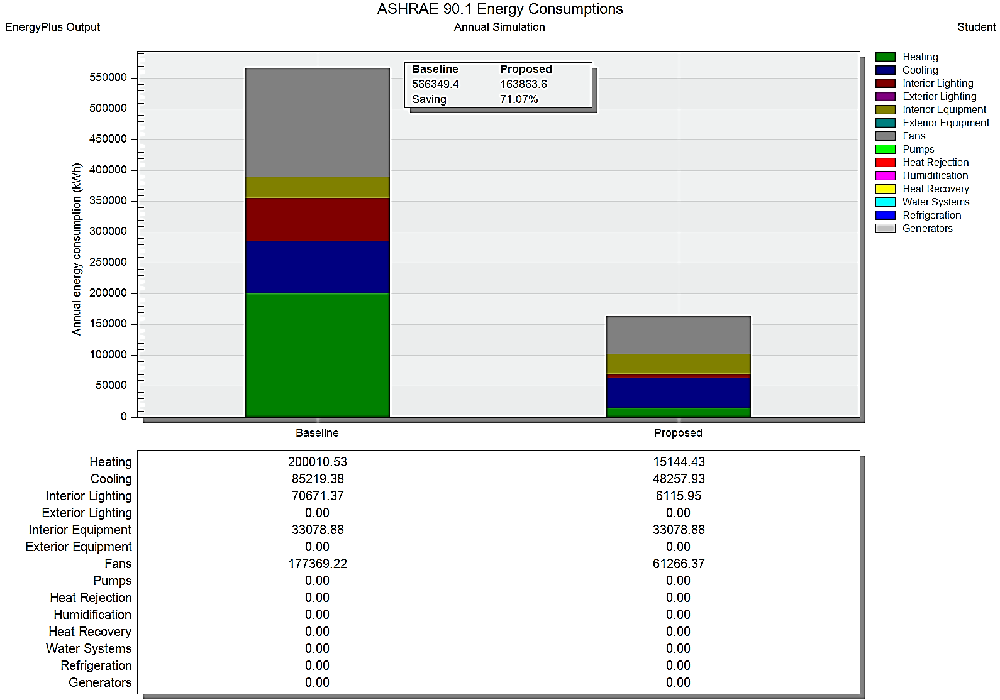 ASHRAE 90.1 Energy Consumptions
EnergyPlus Output Annual Simulation Student
Baseline Proposed
566349.4 163863.6
Saving 71.07%
Annual energy consumption (kWh)
550000
500000
450000
400000
350000
300000
250000
200000
150000
100000
50000
0
Baseline Proposed
Heating
Cooling
Interior Lighting
Exterior Lighting
Interior Equipment
Exterior Equipment
Fans
Pumps
Heat Rejection
Humidification
Heat Recovery
Water Systems
Refrigeration
Generators
Heating 200010.53 15144.43
Cooling 85219.38 48257.93
Interior Lighting 70671.37 6115.95
Exterior Lighting 0.00 0.00
Interior Equipment 33078.88 33078.88
Exterior Equipment 0.00 0.00
Fans 177369.22 61266.37
Pumps 0.00 0.00
Heat Rejection 0.00 0.00
Humidification 0.00 0.00
Heat Recovery 0.00 0.00
Water Systems 0.00 0.00
Refrigeration 0.00 0.00
Generators 0.00 0.00